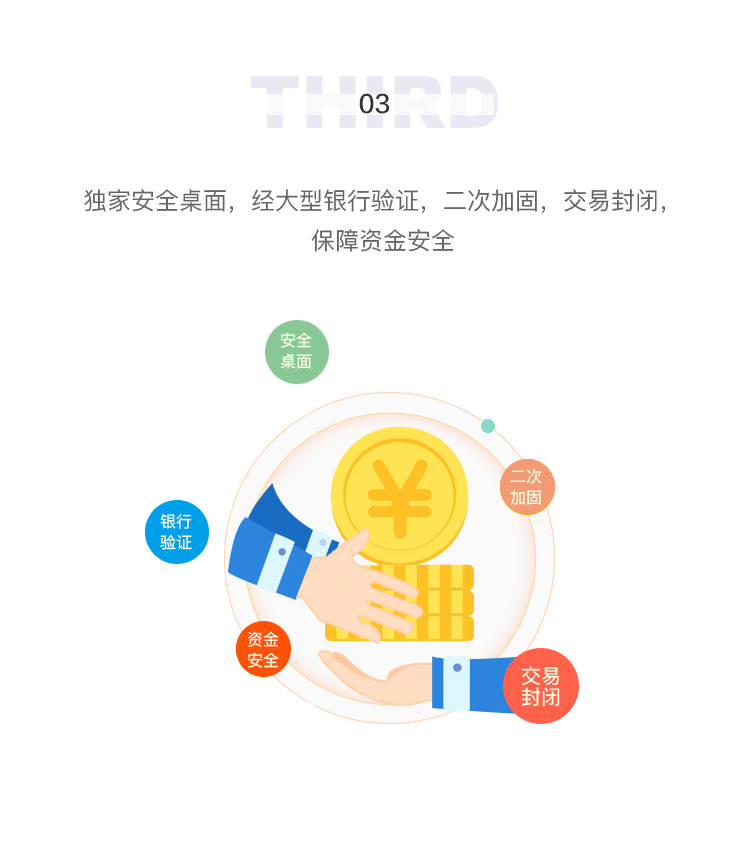 THIRD
03
独家安全桌面，经大型银行验证，二次加固，交易封闭，
保障资金安全
安全
桌面
二次
加固
银行
验证
资金
安全
交易
封闭